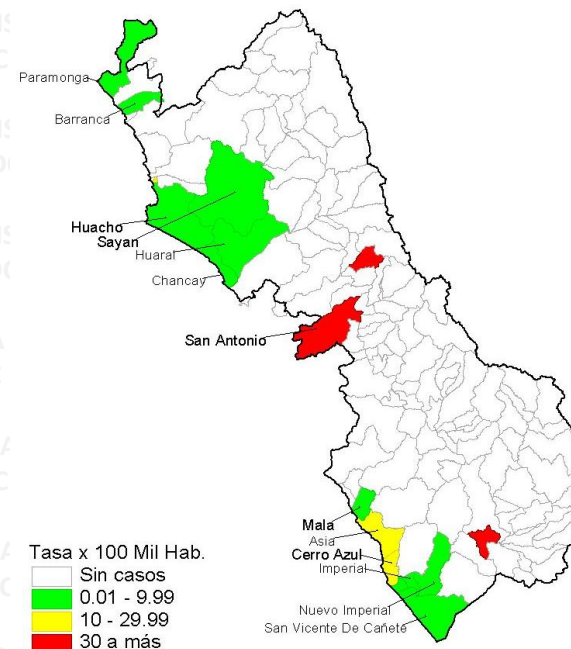 Paramonga
Barranca
Huacho
Sayan
Huaral
Chancay
San Antonio
Mala
Asia
Cerro Azul
Imperial
Nuevo Imperial
San Vicente De Cañete
Tasa x 100 Mil Hab.
Sin casos
0.01 - 9.99
10 - 29.99
30 a más